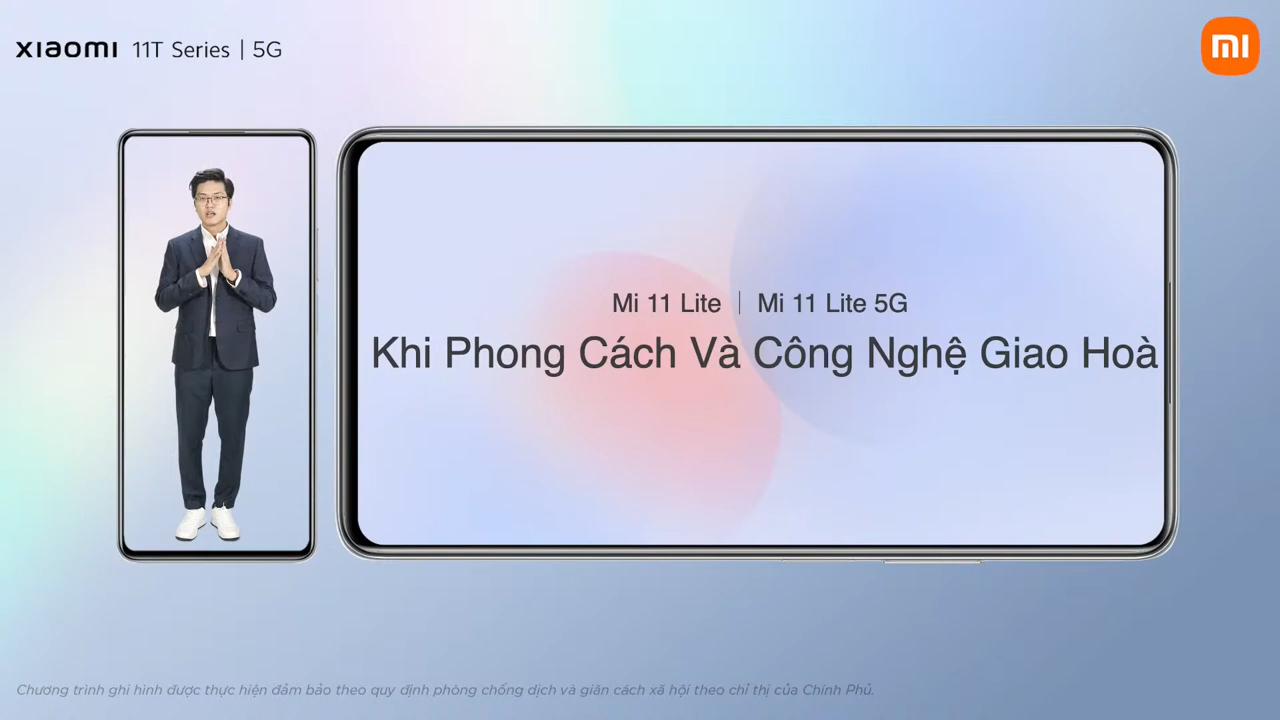 xiaomi 11T Series | 5G
mi
Mi 11 Lite | Mi 11 Lite 5G
Khi Phong Cách Và Công Nghệ Giao Hoà
Chương trình ghi hình được thực hiện đảm bảo theo quy định phòng chống dịch và giãn cách xã hội theo chỉ thị của Chính Phủ.